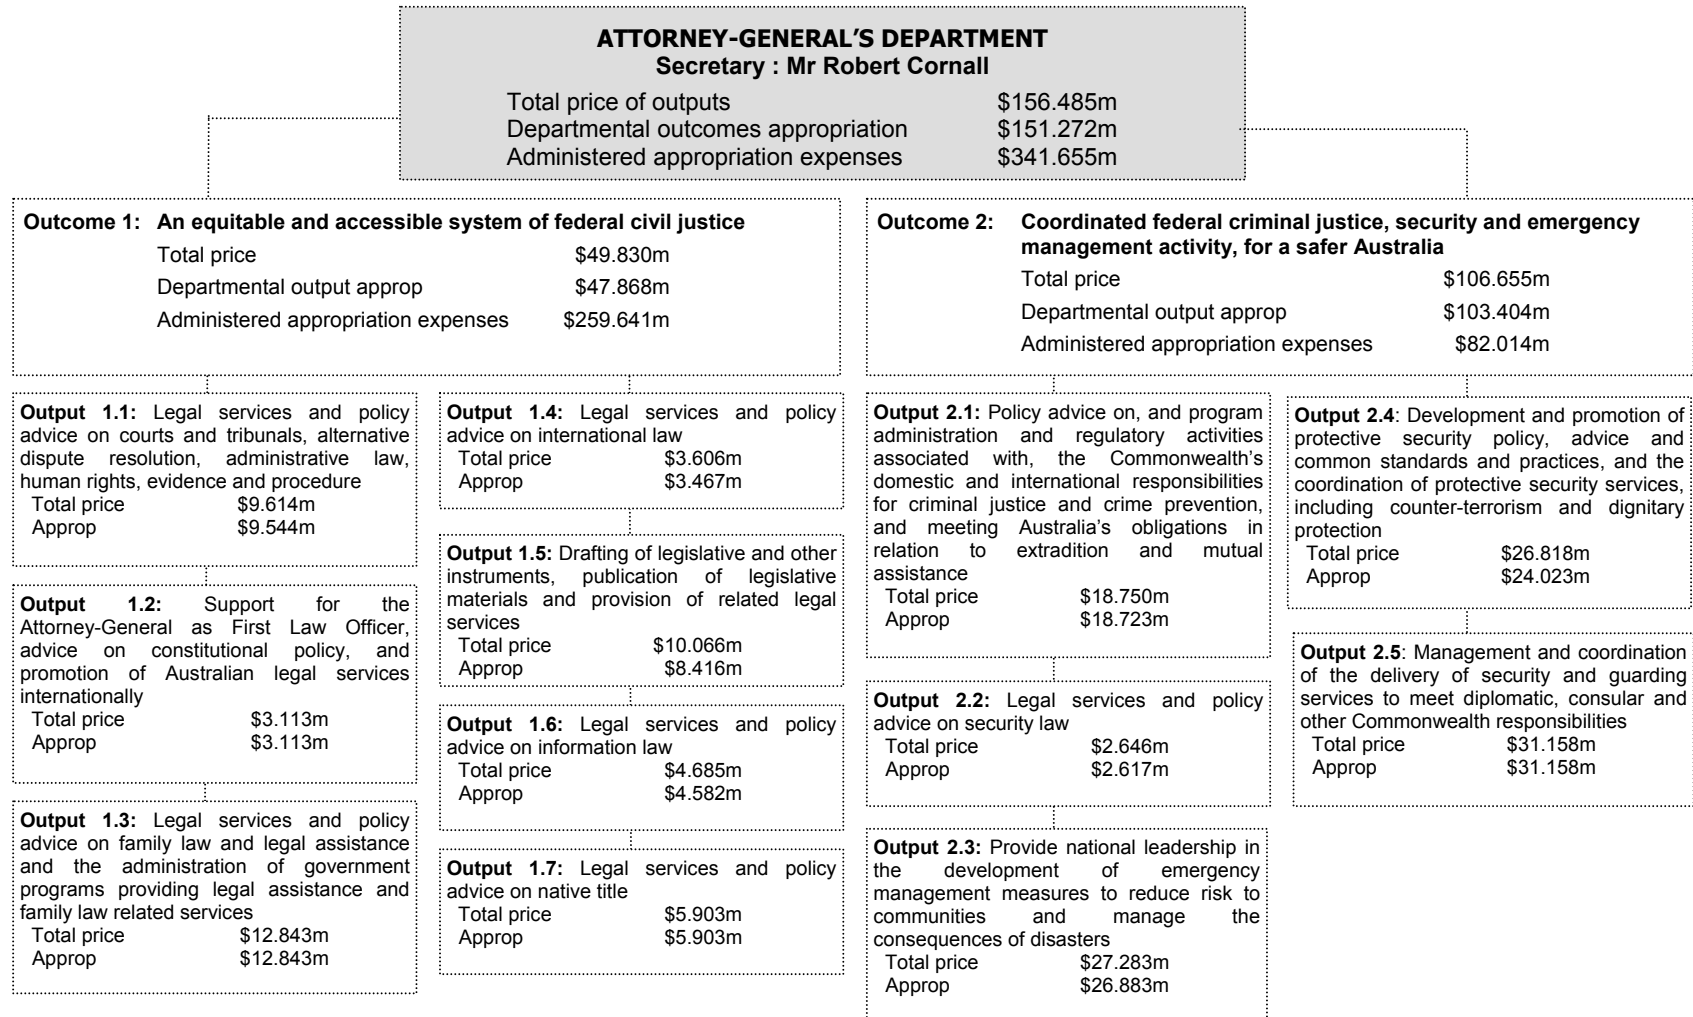 ATTORNEY-GENERAL'S DEPARTMENT
Secretary : Mr Robert Cornall
Total price of outputs $156.485m
Departmental outcomes appropriation $151.272m
Administered appropriation expenses $341.655m
Outcome 1: An equitable and accessible system of federal civil justice
Total price $49.830m
Departmental output approp $47.868m
Administered appropriation expenses $259.641m
Outcome 2: Coordinated federal criminal justice, security and emergency
management activity, for a safer Australia
Total price $106.655m
Departmental output approp $103.404m
Administered appropriation expenses $82.014m
Output 1.1: Legal services and policy
advice on courts and tribunals, alternative
dispute resolution, administrative law,
human rights, evidence and procedure
Total price $9.614m
Approp $9.544m
Output 1.2: Support for the
Attorney-General as First Law Officer,
advice on constitutional policy, and
promotion of Australian legal services
internationally
Total price $3.113m
Approp $3.113m
Output 1.3: Legal services and policy
advice on family law and legal assistance
and the administration of government
programs providing legal assistance and
family law related services
Total price $12.843m
Approp $12.843m
Output 1.4: Legal services and policy
advice on international law
Total price $3.606m
Approp $3.467m
Output 1.5: Drafting of legislative and other
instruments, publication of legislative
materials and provision of related legal
services
Total price $10.066m
Approp $8.416m
Output 1.6: Legal services and policy
advice on information law
Total price $4.685m
Approp $4.582m
Output 1.7: Legal services and policy
advice on native title
Total price $5.903m
Approp $5.903m
Output 2.1: Policy advice on, and program
administration and regulatory activities
associated with, the Commonwealth's
domestic and international responsibilities
for criminal justice and crime prevention,
and meeting Australia's obligations in
relation to extradition and mutual
assistance
Total price $18.750m
Approp $18.723m
Output 2.2: Legal services and policy
advice on security law
Total price $2.646m
Approp $2.617m
Output 2.3: Provide national leadership in
the development of emergency
management measures to reduce risk to
communities and manage the
consequences of disasters
Total price $27.283m
Approp $26.883m
Output 2.4: Development and promotion of
protective security policy, advice and
common standards and practices, and the
coordination of protective security services,
including counter-terrorism and dignitary
protection
Total price $26.818m
Approp $24.023m
Output 2.5: Management and coordination
of the delivery of security and guarding
services to meet diplomatic, consular and
other Commonwealth responsibilities
Total price $31.158m
Approp $31.158m